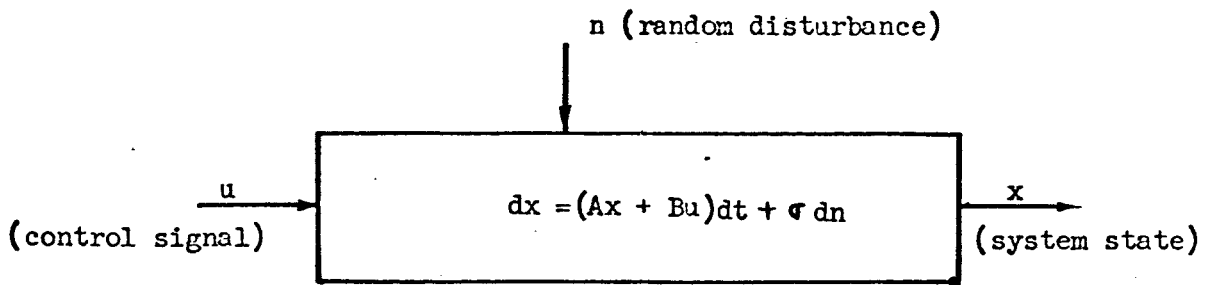 n (random disturbance)
u
dx = (Ax + Bu)dt + σ dn
x
(control signal)
(system state)